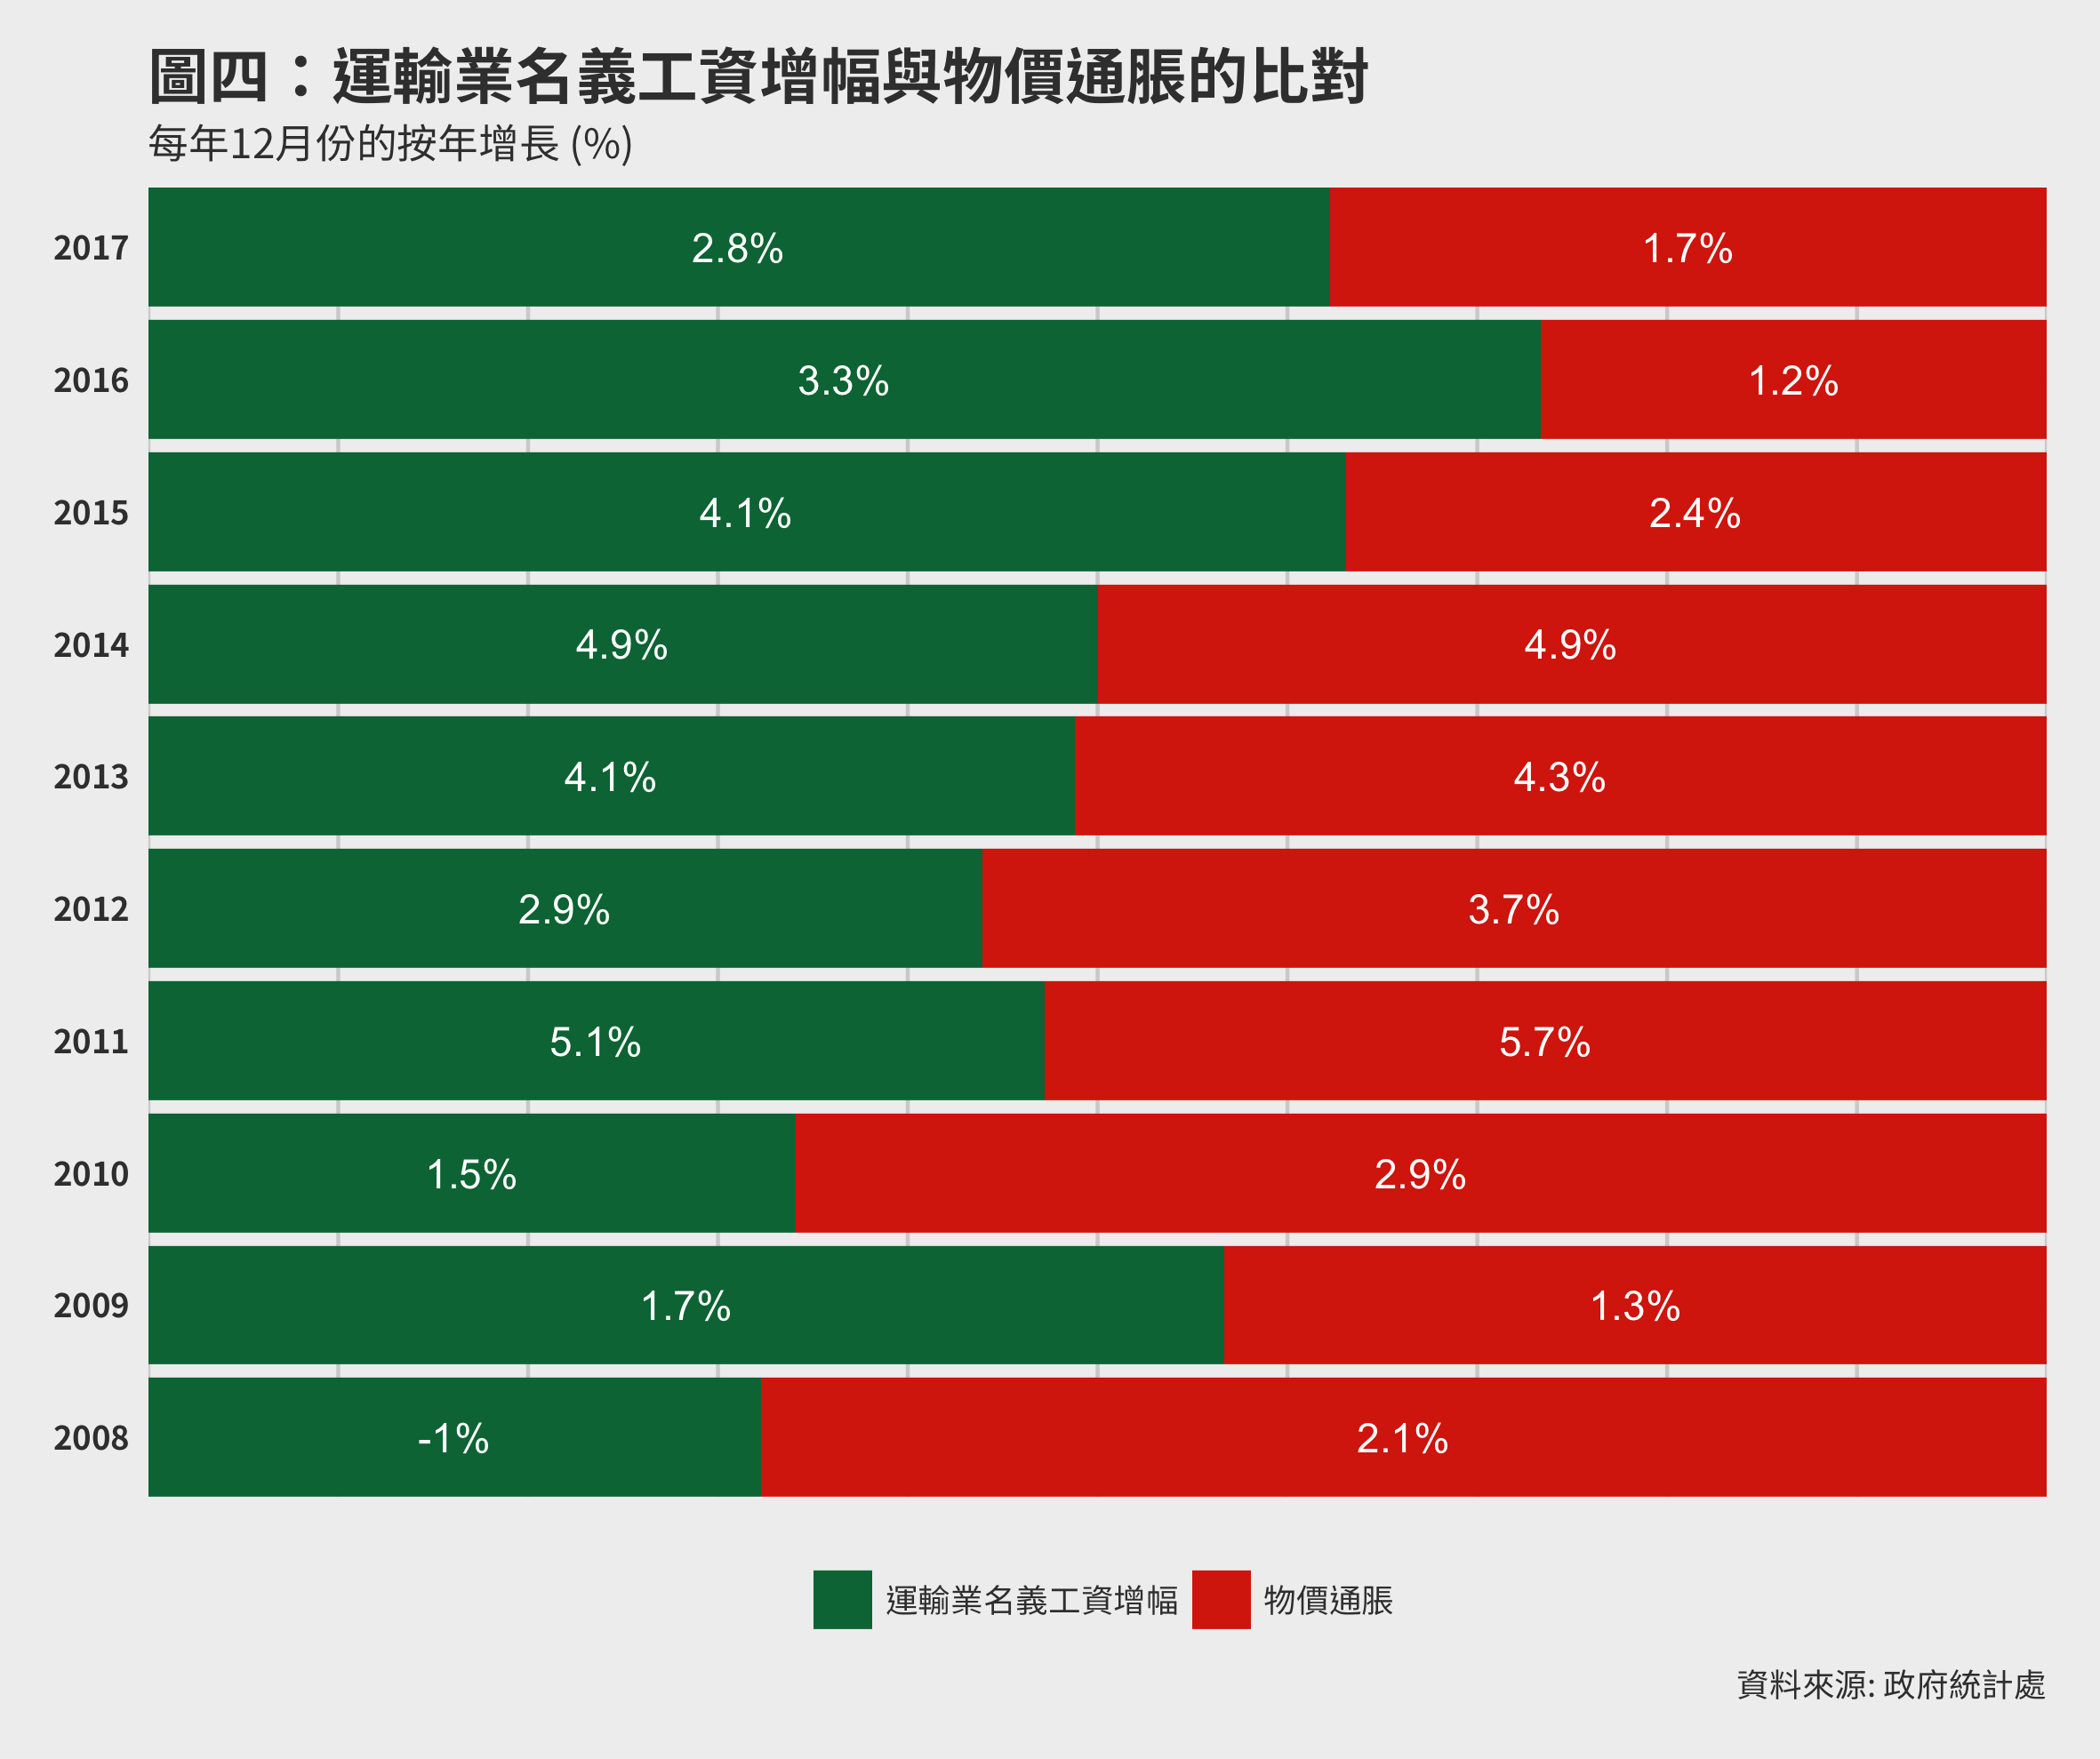 圖四：運輸業名義工資增幅與物價通脹的比對
每年12月份的按年增長 (%)
2017 2.8% 1.7%
2016 3.3% 1.2%
2015 4.1% 2.4%
2014 4.9% 4.9%
2013 4.1% 4.3%
2012 2.9% 3.7%
2011 5.1% 5.7%
2010 1.5% 2.9%
2009 1.7% 1.3%
2008 -1% 2.1%
運輸業名義工資增幅 物價通脹
資料來源: 政府統計處